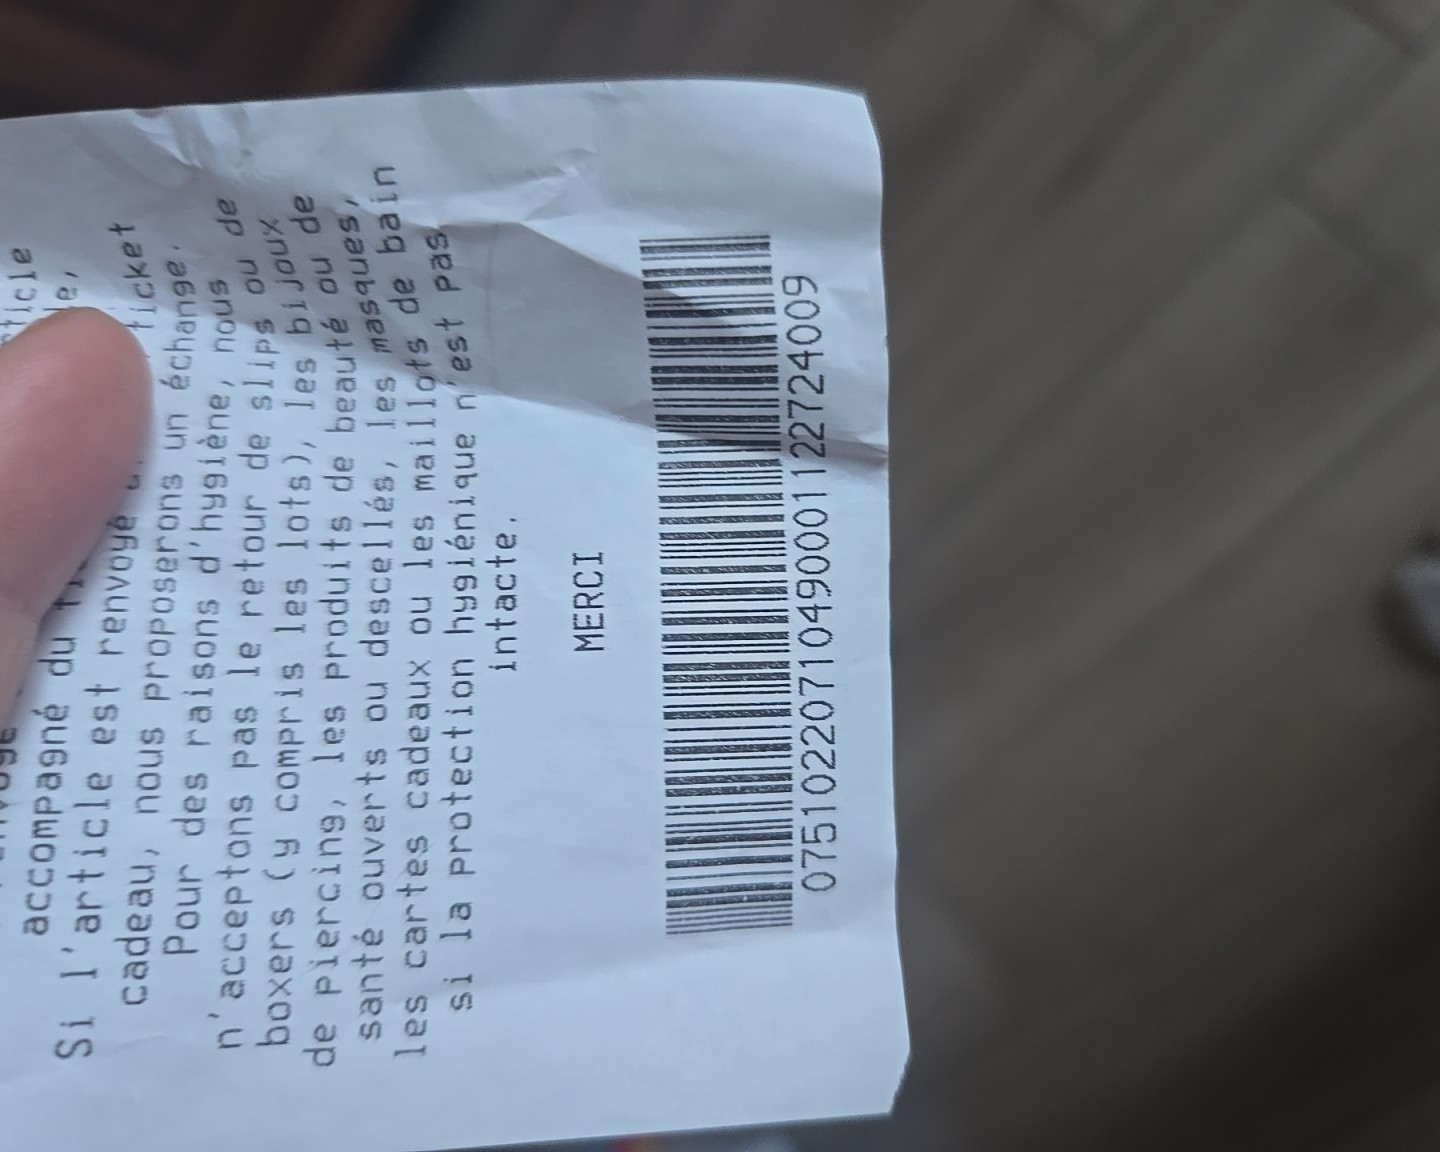 accompagné du
Si l'article est renvoyé
cadeau, nous proposerons un échange.
Pour des raisons d'hygiène, nous
n'acceptons pas le retour de slips ou de
boxers (y compris les lots), les bijoux
de piercing, les produits de beauté ou de
santé ouverts ou descellés, les masques,
les cartes cadeaux ou les maillots de bain
si la protection hygiénique n'est pas
intacte.
MERCI
07510220710490001122724009